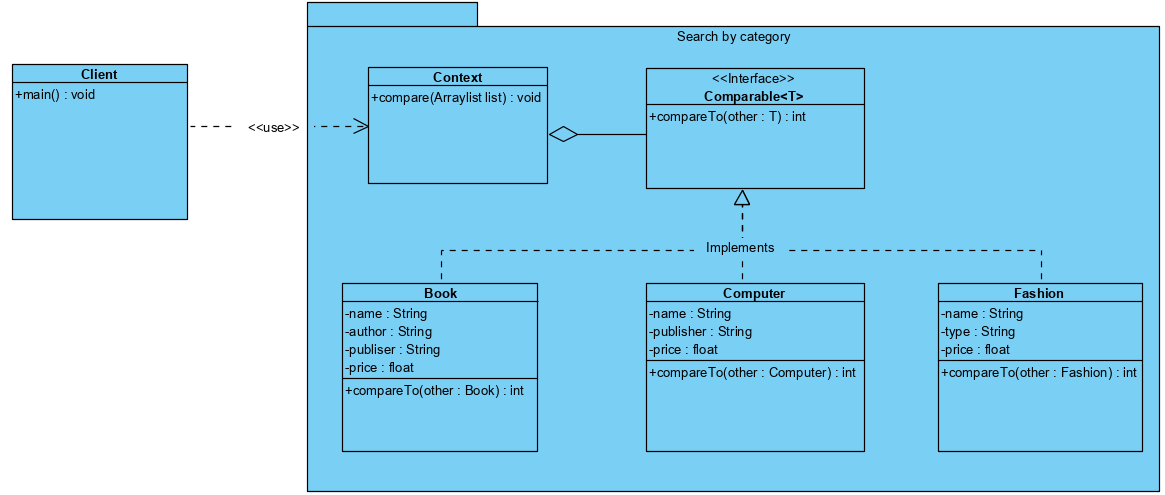 Search by category
Client
+main() : void
<<use>>
Context
+compare(Arraylist list) : void
<<Interface>>
Comparable<T>
+compareTo(other : T) : int
Implements
Book
-name : String
-author : String
-publiser : String
-price : float
+compareTo(other : Book) : int
Computer
-name : String
-publisher : String
-price : float
+compareTo(other : Computer) : int
Fashion
-name : String
-type : String
-price : float
+compareTo(other : Fashion) : int